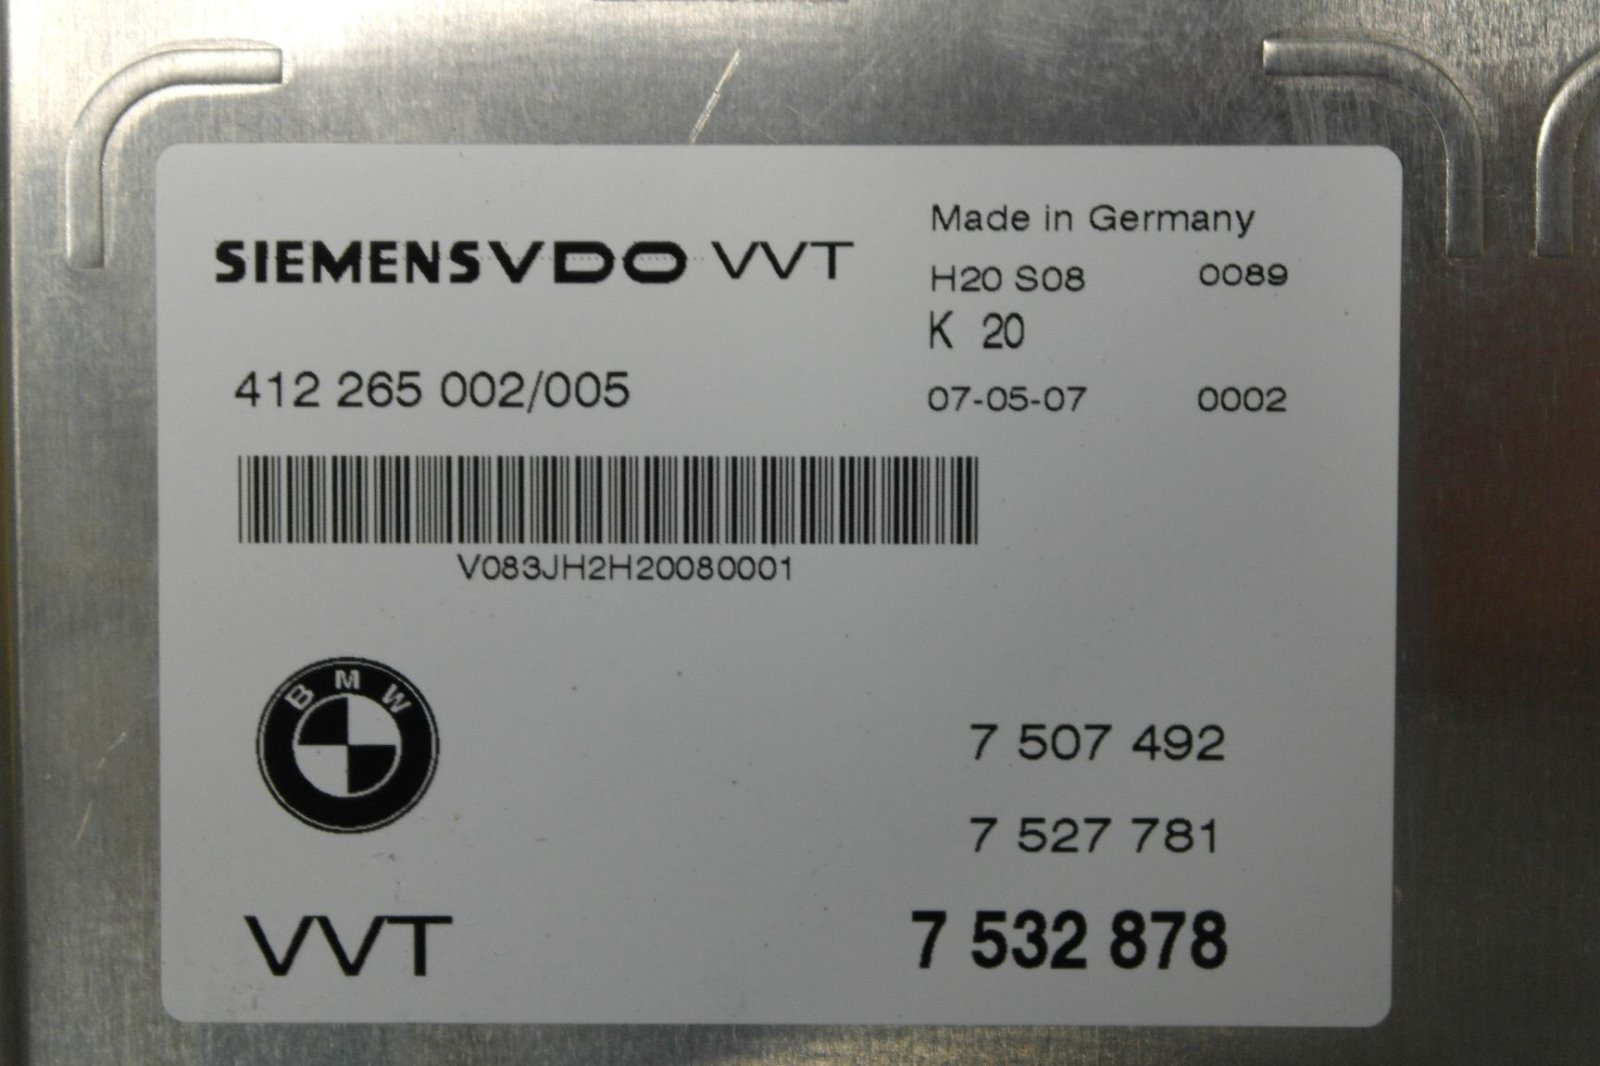 SIEMENSVDO VVT
Made in Germany
H20 S08 0089
K 20
412 265 002/005
07-05-07 0002
V083JH2H20080001
BMW
7 507 492
7 527 781
VVT 7 532 878